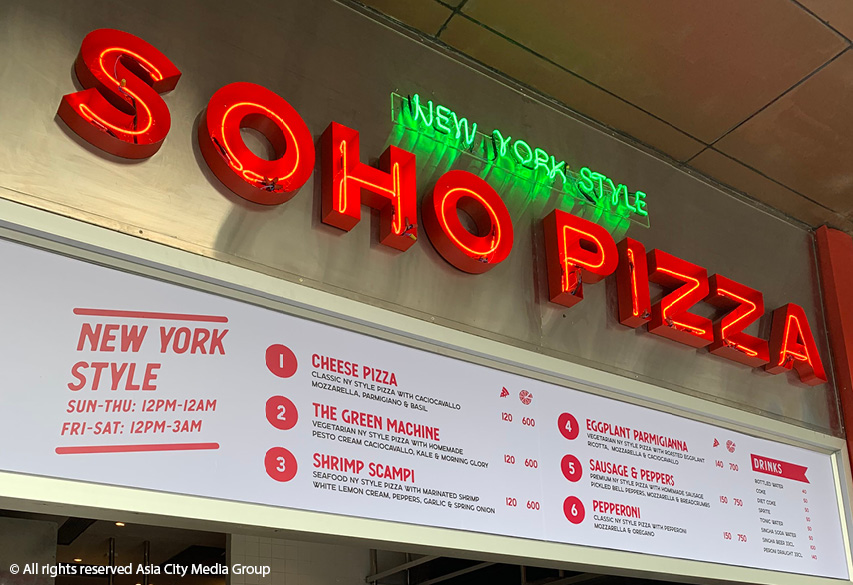 SOHO PIZZA
NEW YORK STYLE
NEW YORK
STYLE
SUN-THU: 12PM-12AM
FRI-SAT: 12PM-3AM
1 CHEESE PIZZA
CLASSIC NY STYLE PIZZA WITH CACIOCAVALLO
MOZZARELLA, PARMIGIANO & BASIL
120 600
2 THE GREEN MACHINE
VEGETARIAN NY STYLE PIZZA WITH HOMEMADE
PESTO CREAM CACIOCAVALLO, KALE & MORNING GLORY
120 600
3 SHRIMP SCAMPI
SEAFOOD NY STYLE PIZZA WITH MARINATED SHRIMP
WHITE LEMON CREAM, PEPPERS, GARLIC & SPRING ONION
120 600
4 EGGPLANT PARMIGIANNA
VEGETARIAN NY STYLE PIZZA WITH ROASTED EGGPLANT
RICOTTA, MOZZARELLA & CACIOCAVALLO
140 700
5 SAUSAGE & PEPPERS
PREMIUM NY STYLE PIZZA WITH HOMEMADE SAUSAGE
PICKLED BELL PEPPERS, MOZZARELLA & BREADCRUMBS
150 750
6 PEPPERONI
CLASSIC NY STYLE PIZZA WITH PEPPERONI
MOZZARELLA & OREGANO
150 750
DRINKS
BOTTLED WATER
COKE
DIET COKE
SPRITE
TONIC WATER
SINGHA SODA WATER
SINGHA BEER 33CL
PERONI DRAUGHT 33CL
© All rights reserved Asia City Media Group